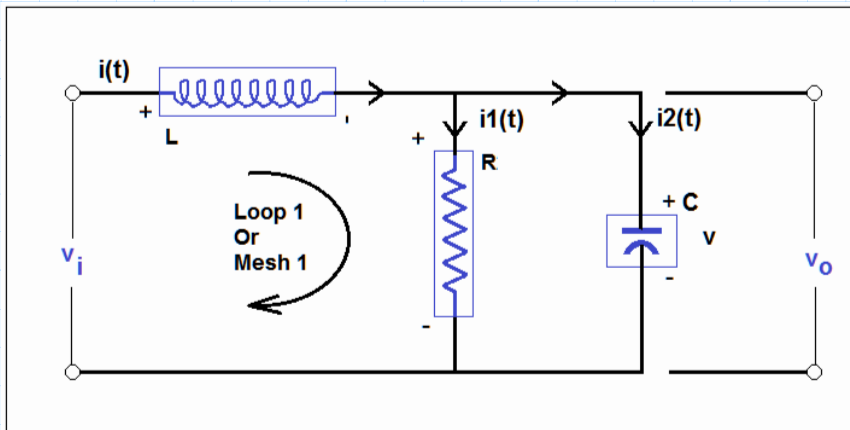 i(t)
+
-
L
i1(t)
i2(t)
+
R
+ C
v
Loop 1
Or
Mesh 1
vi
vo
-
-